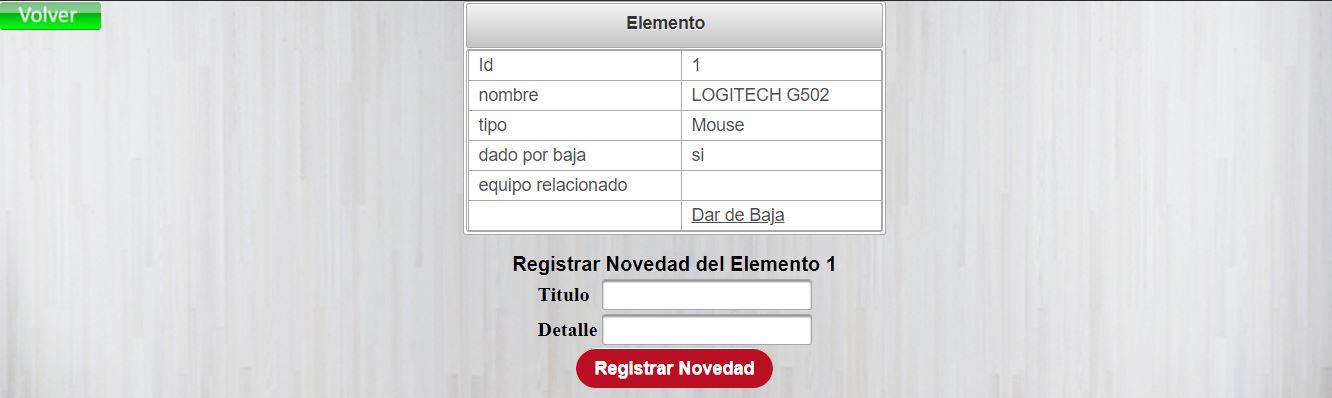 Volver
Elemento
Id 1
nombre LOGITECH G502
tipo Mouse
dado por baja si
equipo relacionado
Dar de Baja
Registrar Novedad del Elemento 1
Titulo
Detalle
Registrar Novedad